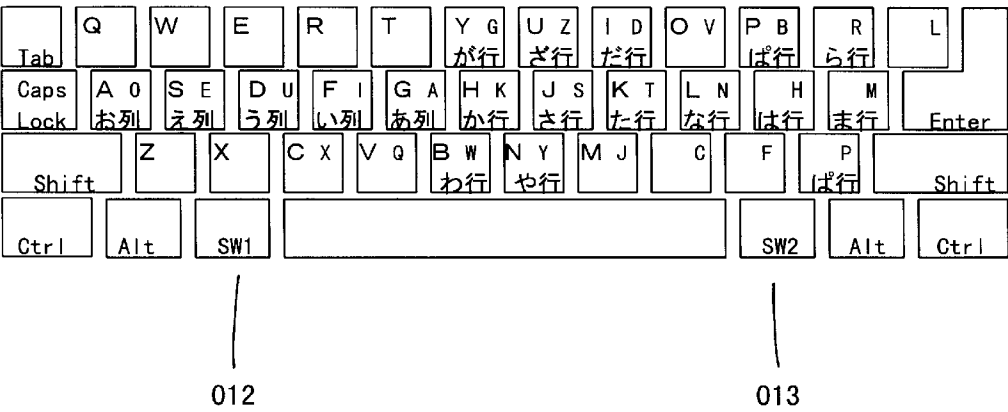 Q W E R T Y G U Z I D O V P B R L
Tab が行 ざ行 だ行 ぱ行 ら行
Caps A O S E D U F I G A H K J S K T L N H M
Lock お列 え列 う列 い列 あ列 か行 さ行 た行 な行 は行 ま行 Enter
Z X C X V Q B W N Y M J C F P
Shift わ行 や行 ぱ行 Shift
Ctrl Alt SW1 SW2 Alt Ctrl
012 013